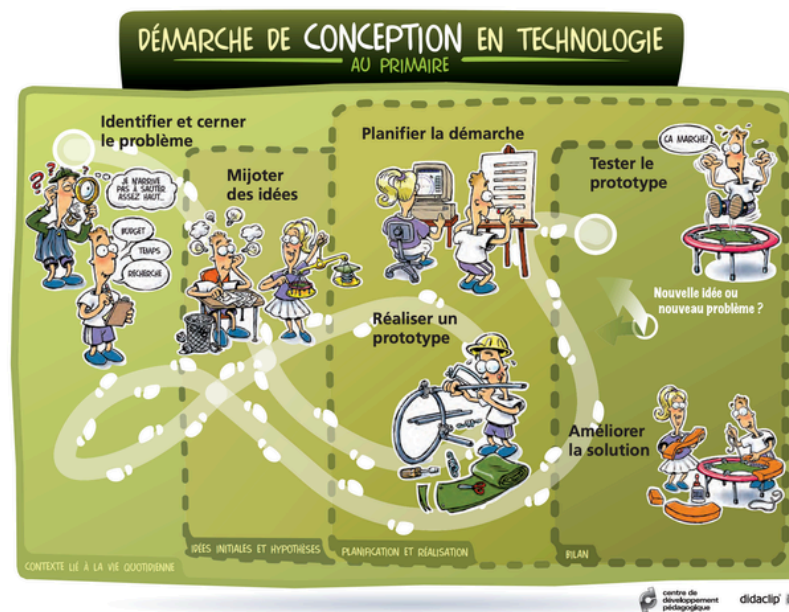 DÉMARCHE DE CONCEPTION EN TECHNOLOGIE
AU PRIMAIRE
Identifier et cerner
le problème
JE N'ARRIVE
PAS À SAUTER
ASSEZ HAUT...
BUDGET
TEMPS
RECHERCHE
Mijoter
des idées
Planifier la démarche
Réaliser un
prototype
Tester le
prototype
ÇA MARCHE!
Nouvelle idée ou
nouveau problème ?
Améliorer
la solution
CONTEXTE LIÉ À LA VIE QUOTIDIENNE
IDÉES INITIALES ET HYPOTHÈSES
PLANIFICATION ET RÉALISATION
BILAN
centre de
développement
pédagogique
didaclip